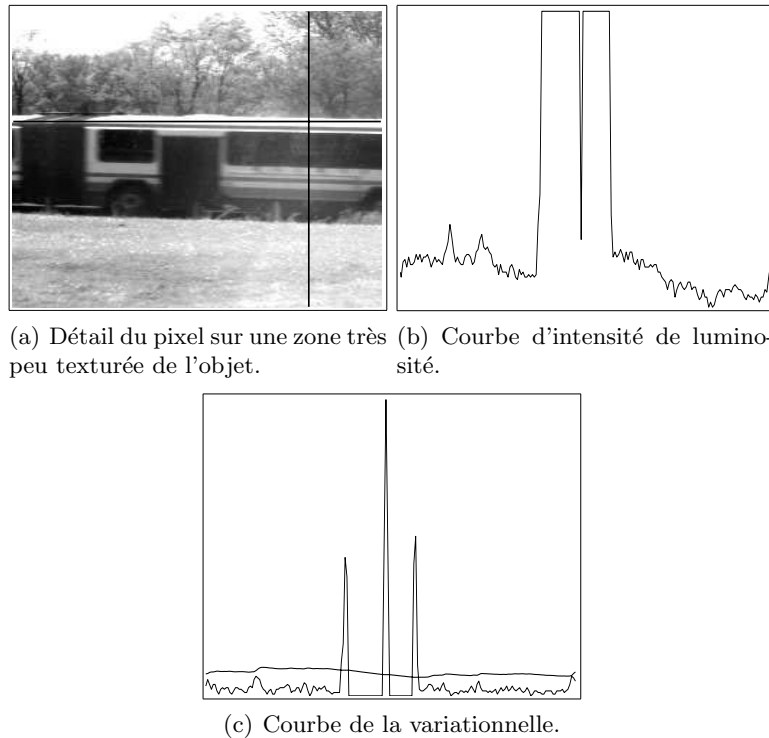 (a) Détail du pixel sur une zone très
peu texturée de l'objet.
(b) Courbe d'intensité de lumino-
sité.
(c) Courbe de la variationnelle.